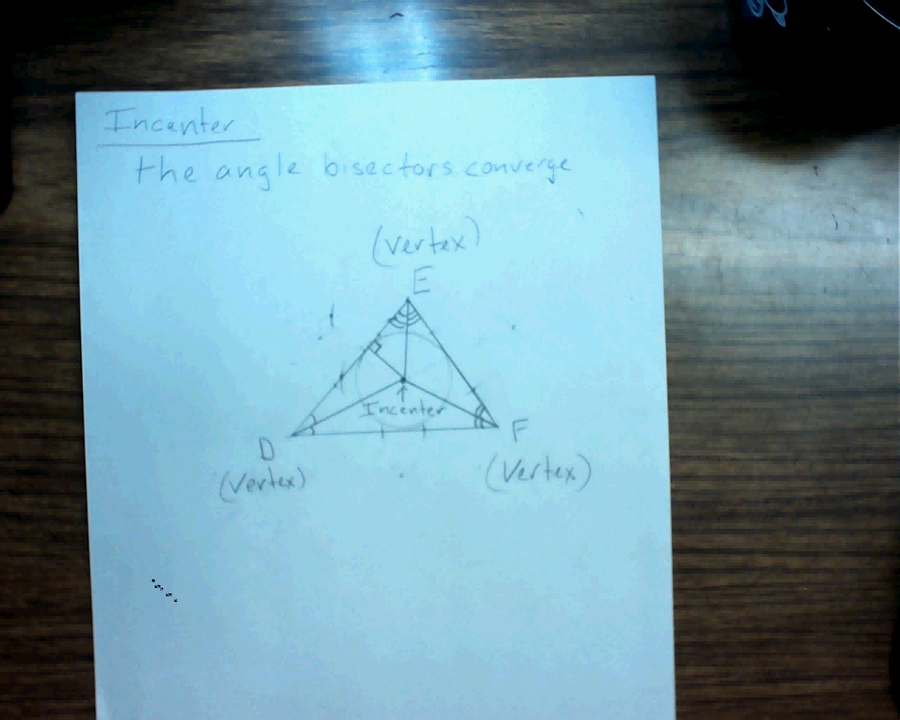 Incenter
the angle bisectors converge
(vertex)
E
Incenter
D
F
(vertex)
(vertex)